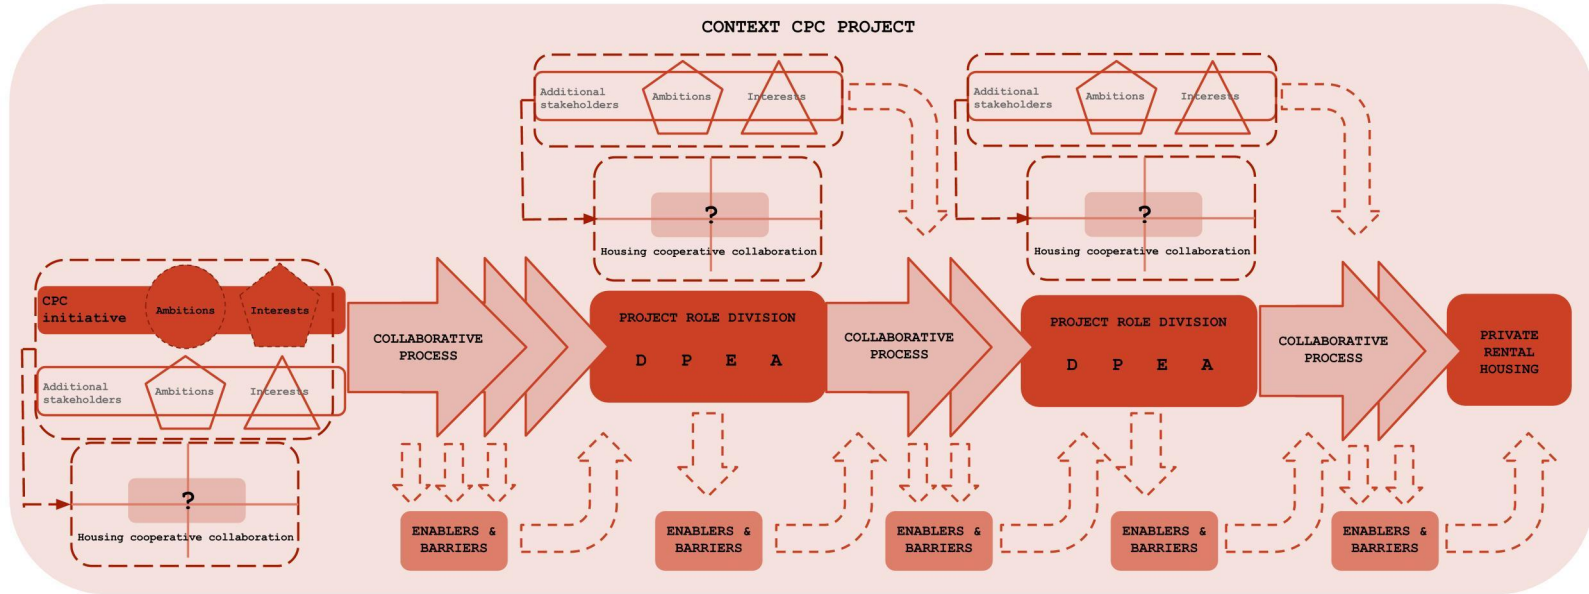 CONTEXT CPC PROJECT
Additional
stakeholders
Ambitions
Interests
?
Housing cooperative collaboration
Additional
stakeholders
Ambitions
Interests
?
Housing cooperative collaboration
CPC
initiative
Ambitions
Interests
Additional
stakeholders
Ambitions
Interests
?
Housing cooperative collaboration
COLLABORATIVE
PROCESS
PROJECT ROLE DIVISION
D P E A
COLLABORATIVE
PROCESS
PROJECT ROLE DIVISION
D P E A
COLLABORATIVE
PROCESS
PRIVATE
RENTAL
HOUSING
ENABLERS &
BARRIERS
ENABLERS &
BARRIERS
ENABLERS &
BARRIERS
ENABLERS &
BARRIERS
ENABLERS &
BARRIERS